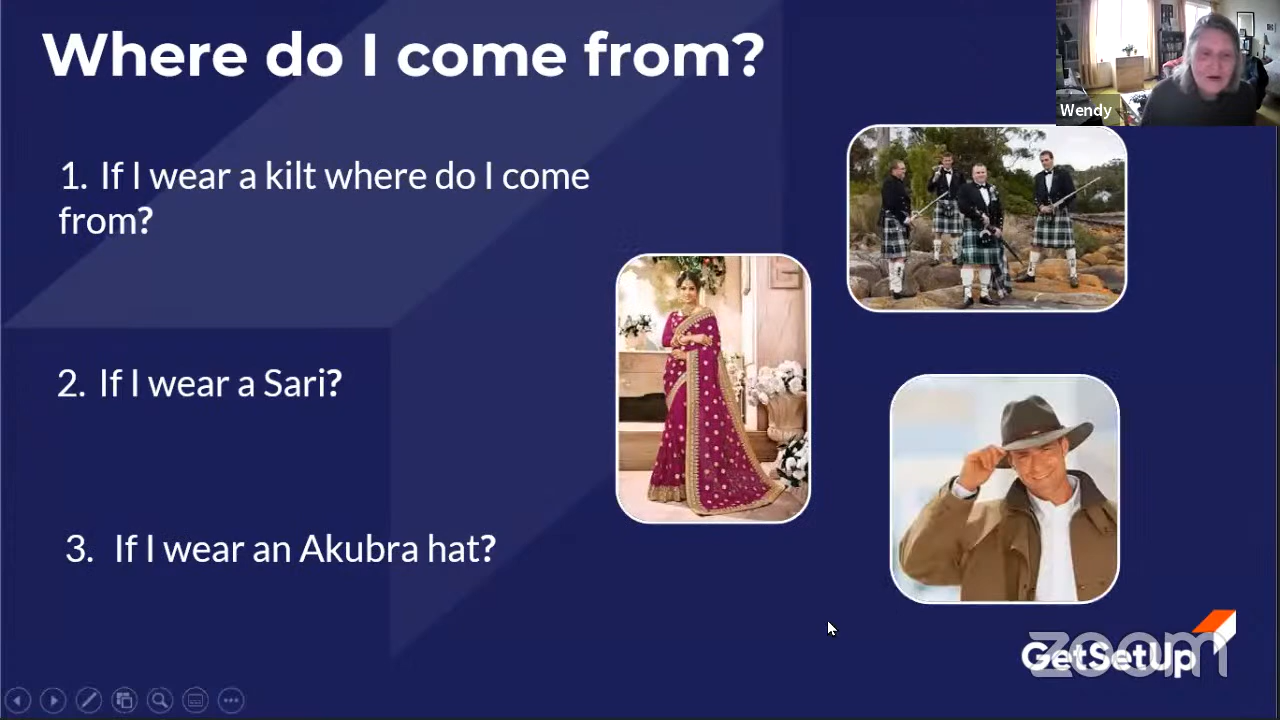 Where do I come from?
Wendy
1. If I wear a kilt where do I come
from?
2. If I wear a Sari?
3. If I wear an Akubra hat?
zoom
GetSetUp